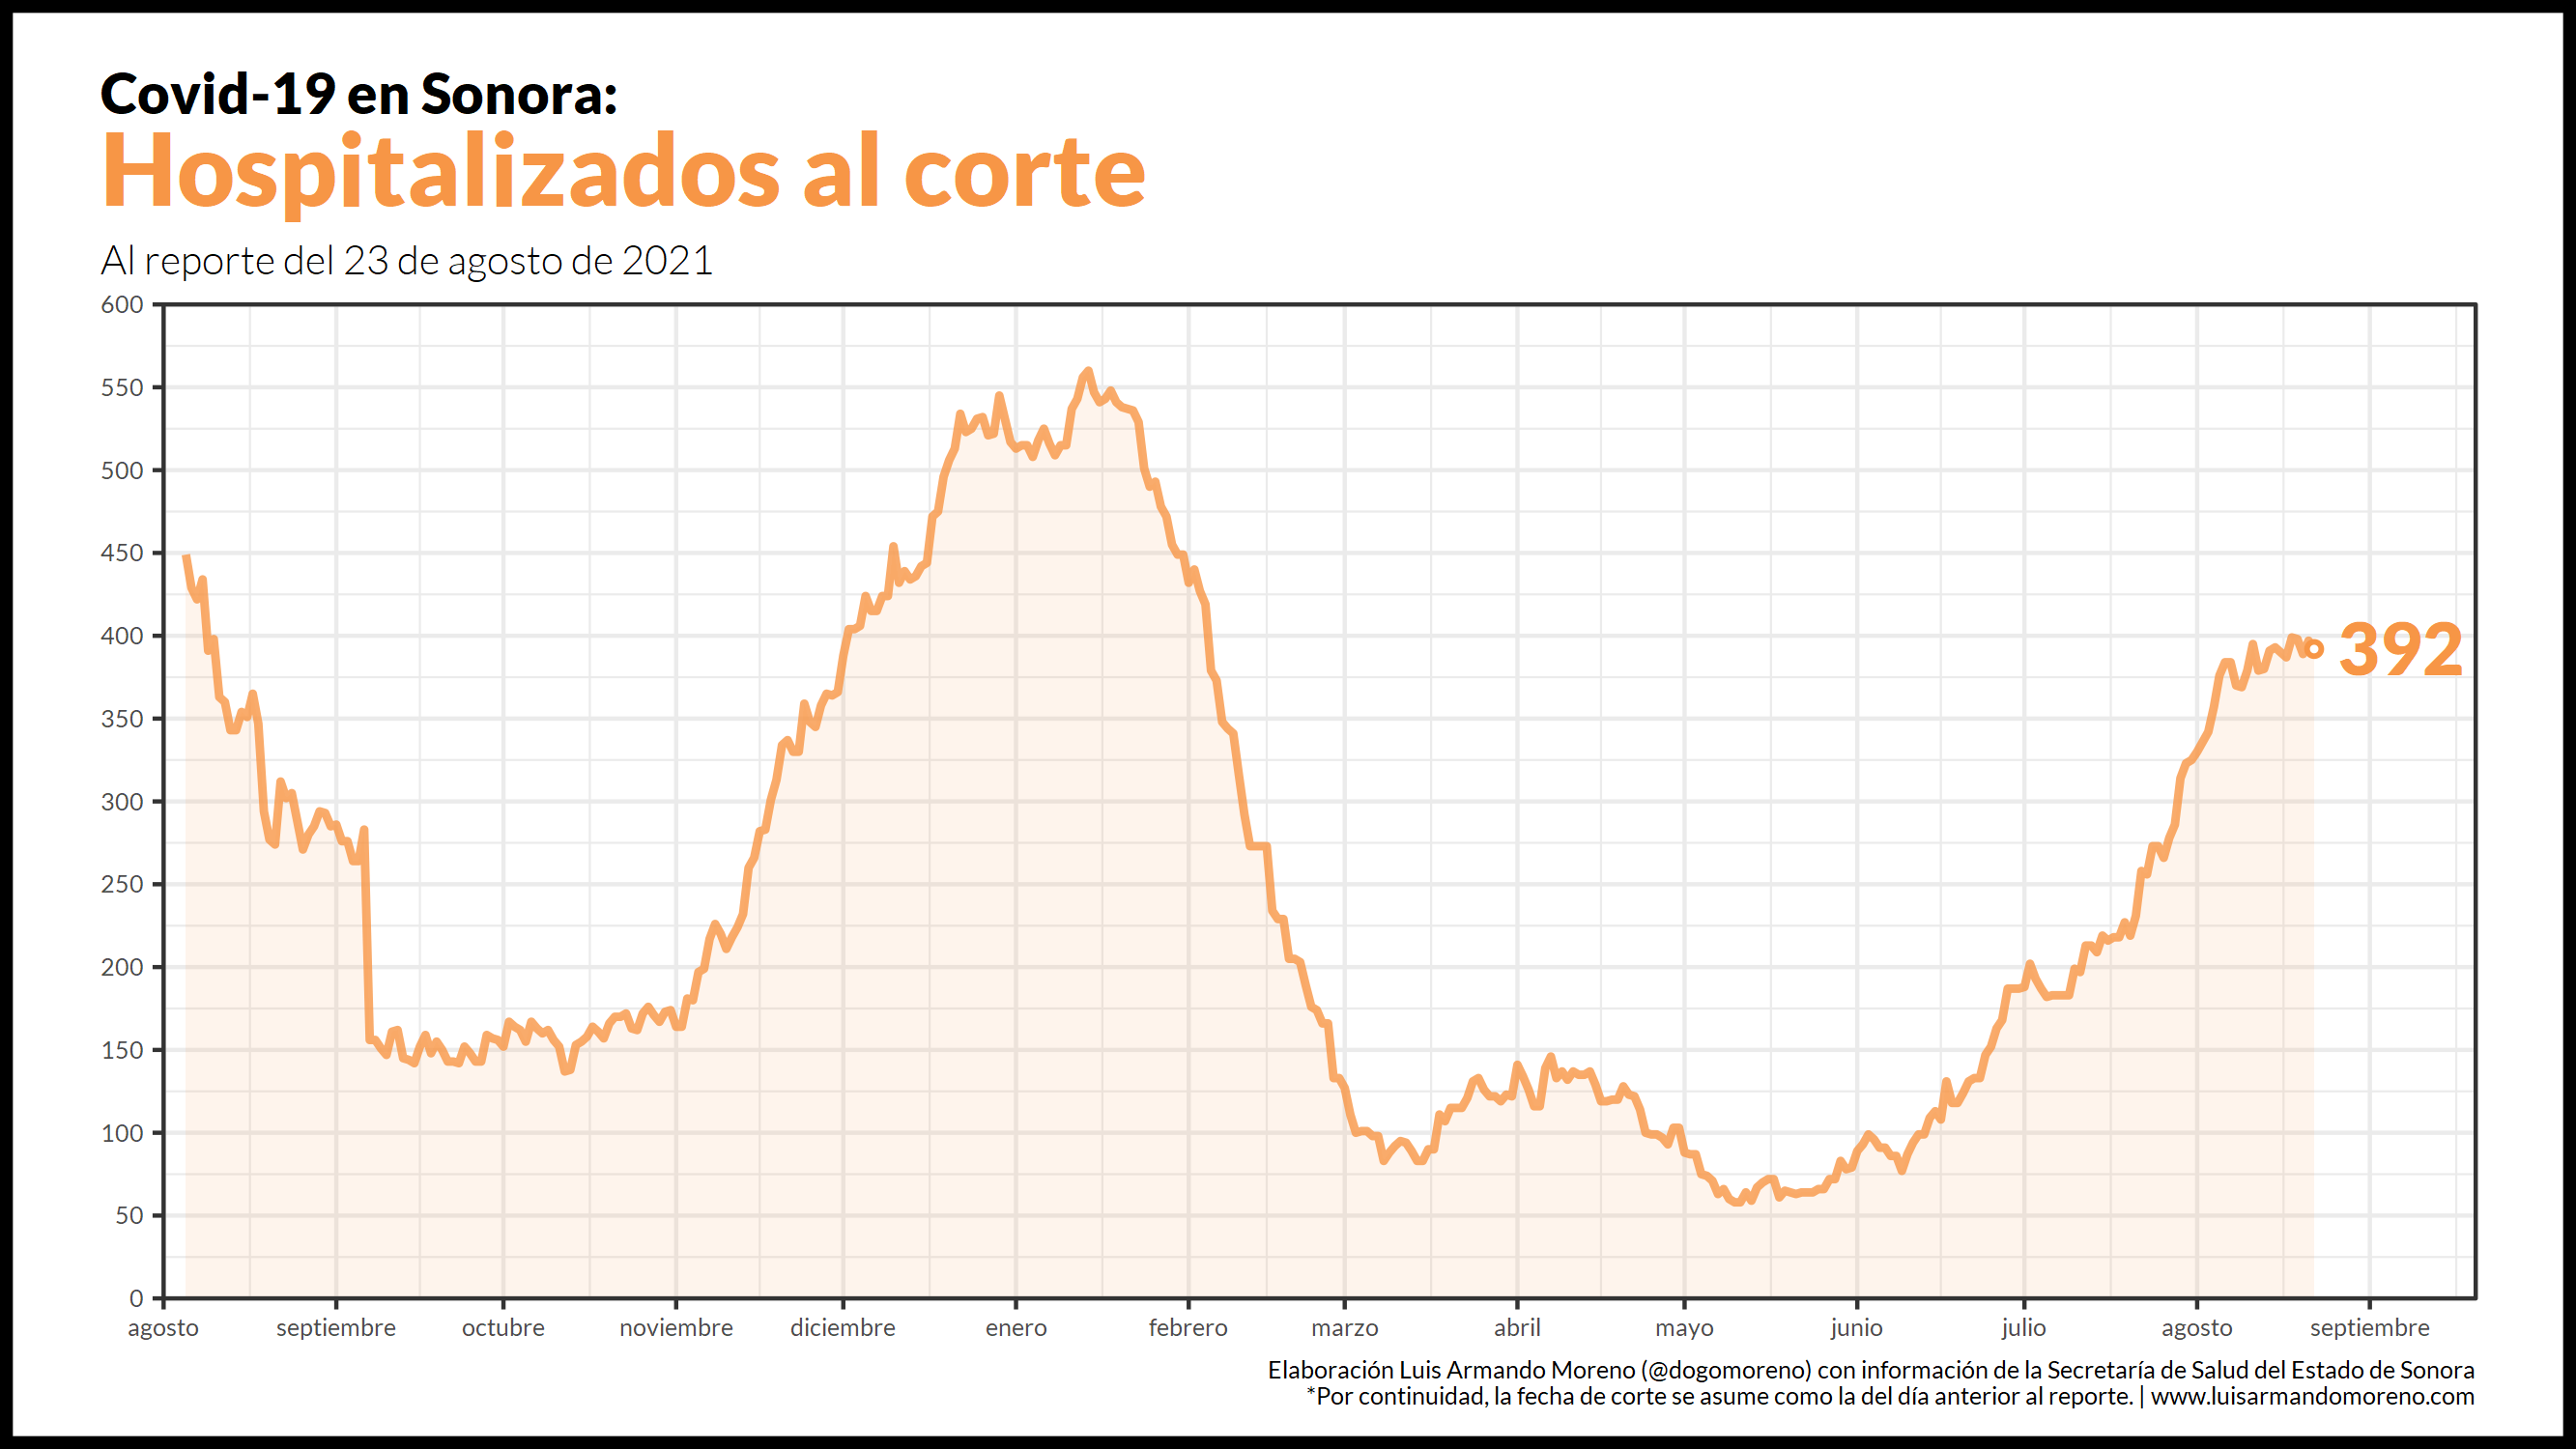 Covid-19 en Sonora:
Hospitalizados al corte
Al reporte del 23 de agosto de 2021
600
550
500
450
400
350
300
250
200
150
100
50
0
392
agosto septiembre octubre noviembre diciembre enero febrero marzo abril mayo junio julio agosto septiembre
Elaboración Luis Armando Moreno (@dogomoreno) con información de la Secretaría de Salud del Estado de Sonora
*Por continuidad, la fecha de corte se asume como la del día anterior al reporte. | www.luisarmandomoreno.com